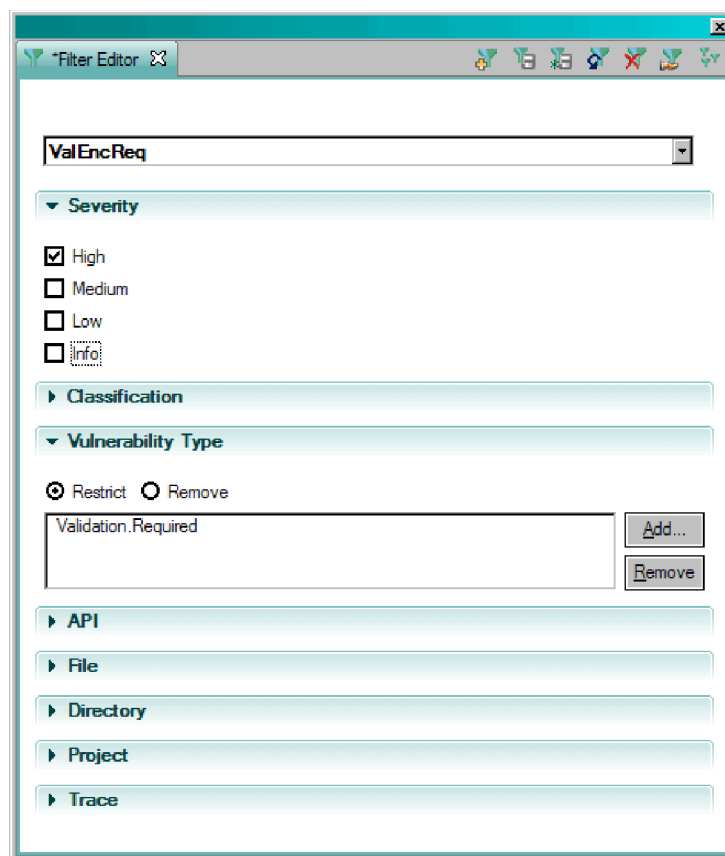 *Filter Editor
ValEncReq
Severity
High
Medium
Low
Info
Classification
Vulnerability Type
Restrict Remove
Validation.Required
Add...
Remove
API
File
Directory
Project
Trace